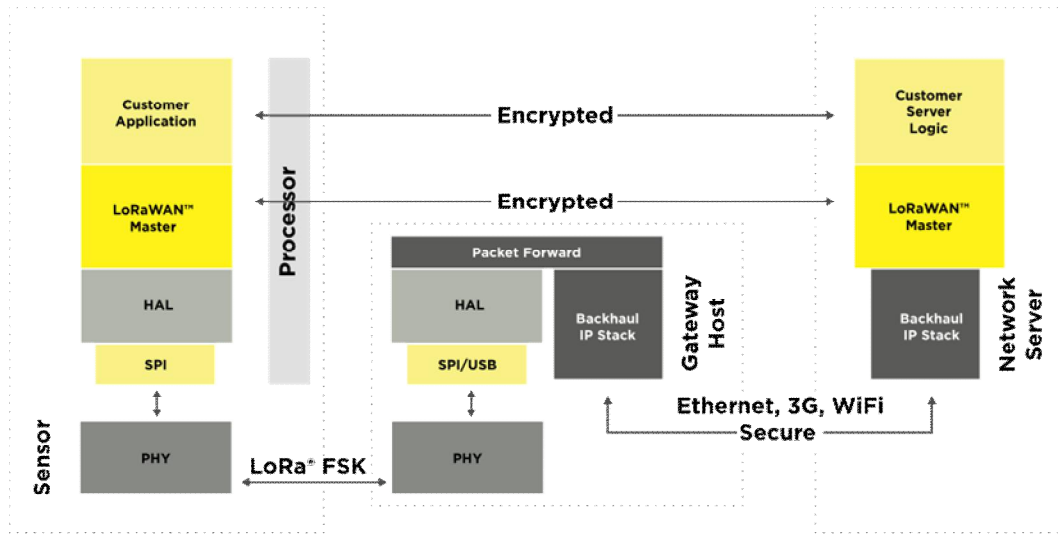 Customer
Application
LoRaWAN™
Master
HAL
SPI
PHY
Sensor
Processor
Encrypted
Encrypted
LoRa® FSK
Packet Forward
HAL
SPI/USB
PHY
Backhaul
IP Stack
Gateway
Host
Ethernet, 3G, WiFi
Secure
Customer
Server
Logic
LoRaWAN™
Master
Backhaul
IP Stack
Network
Server